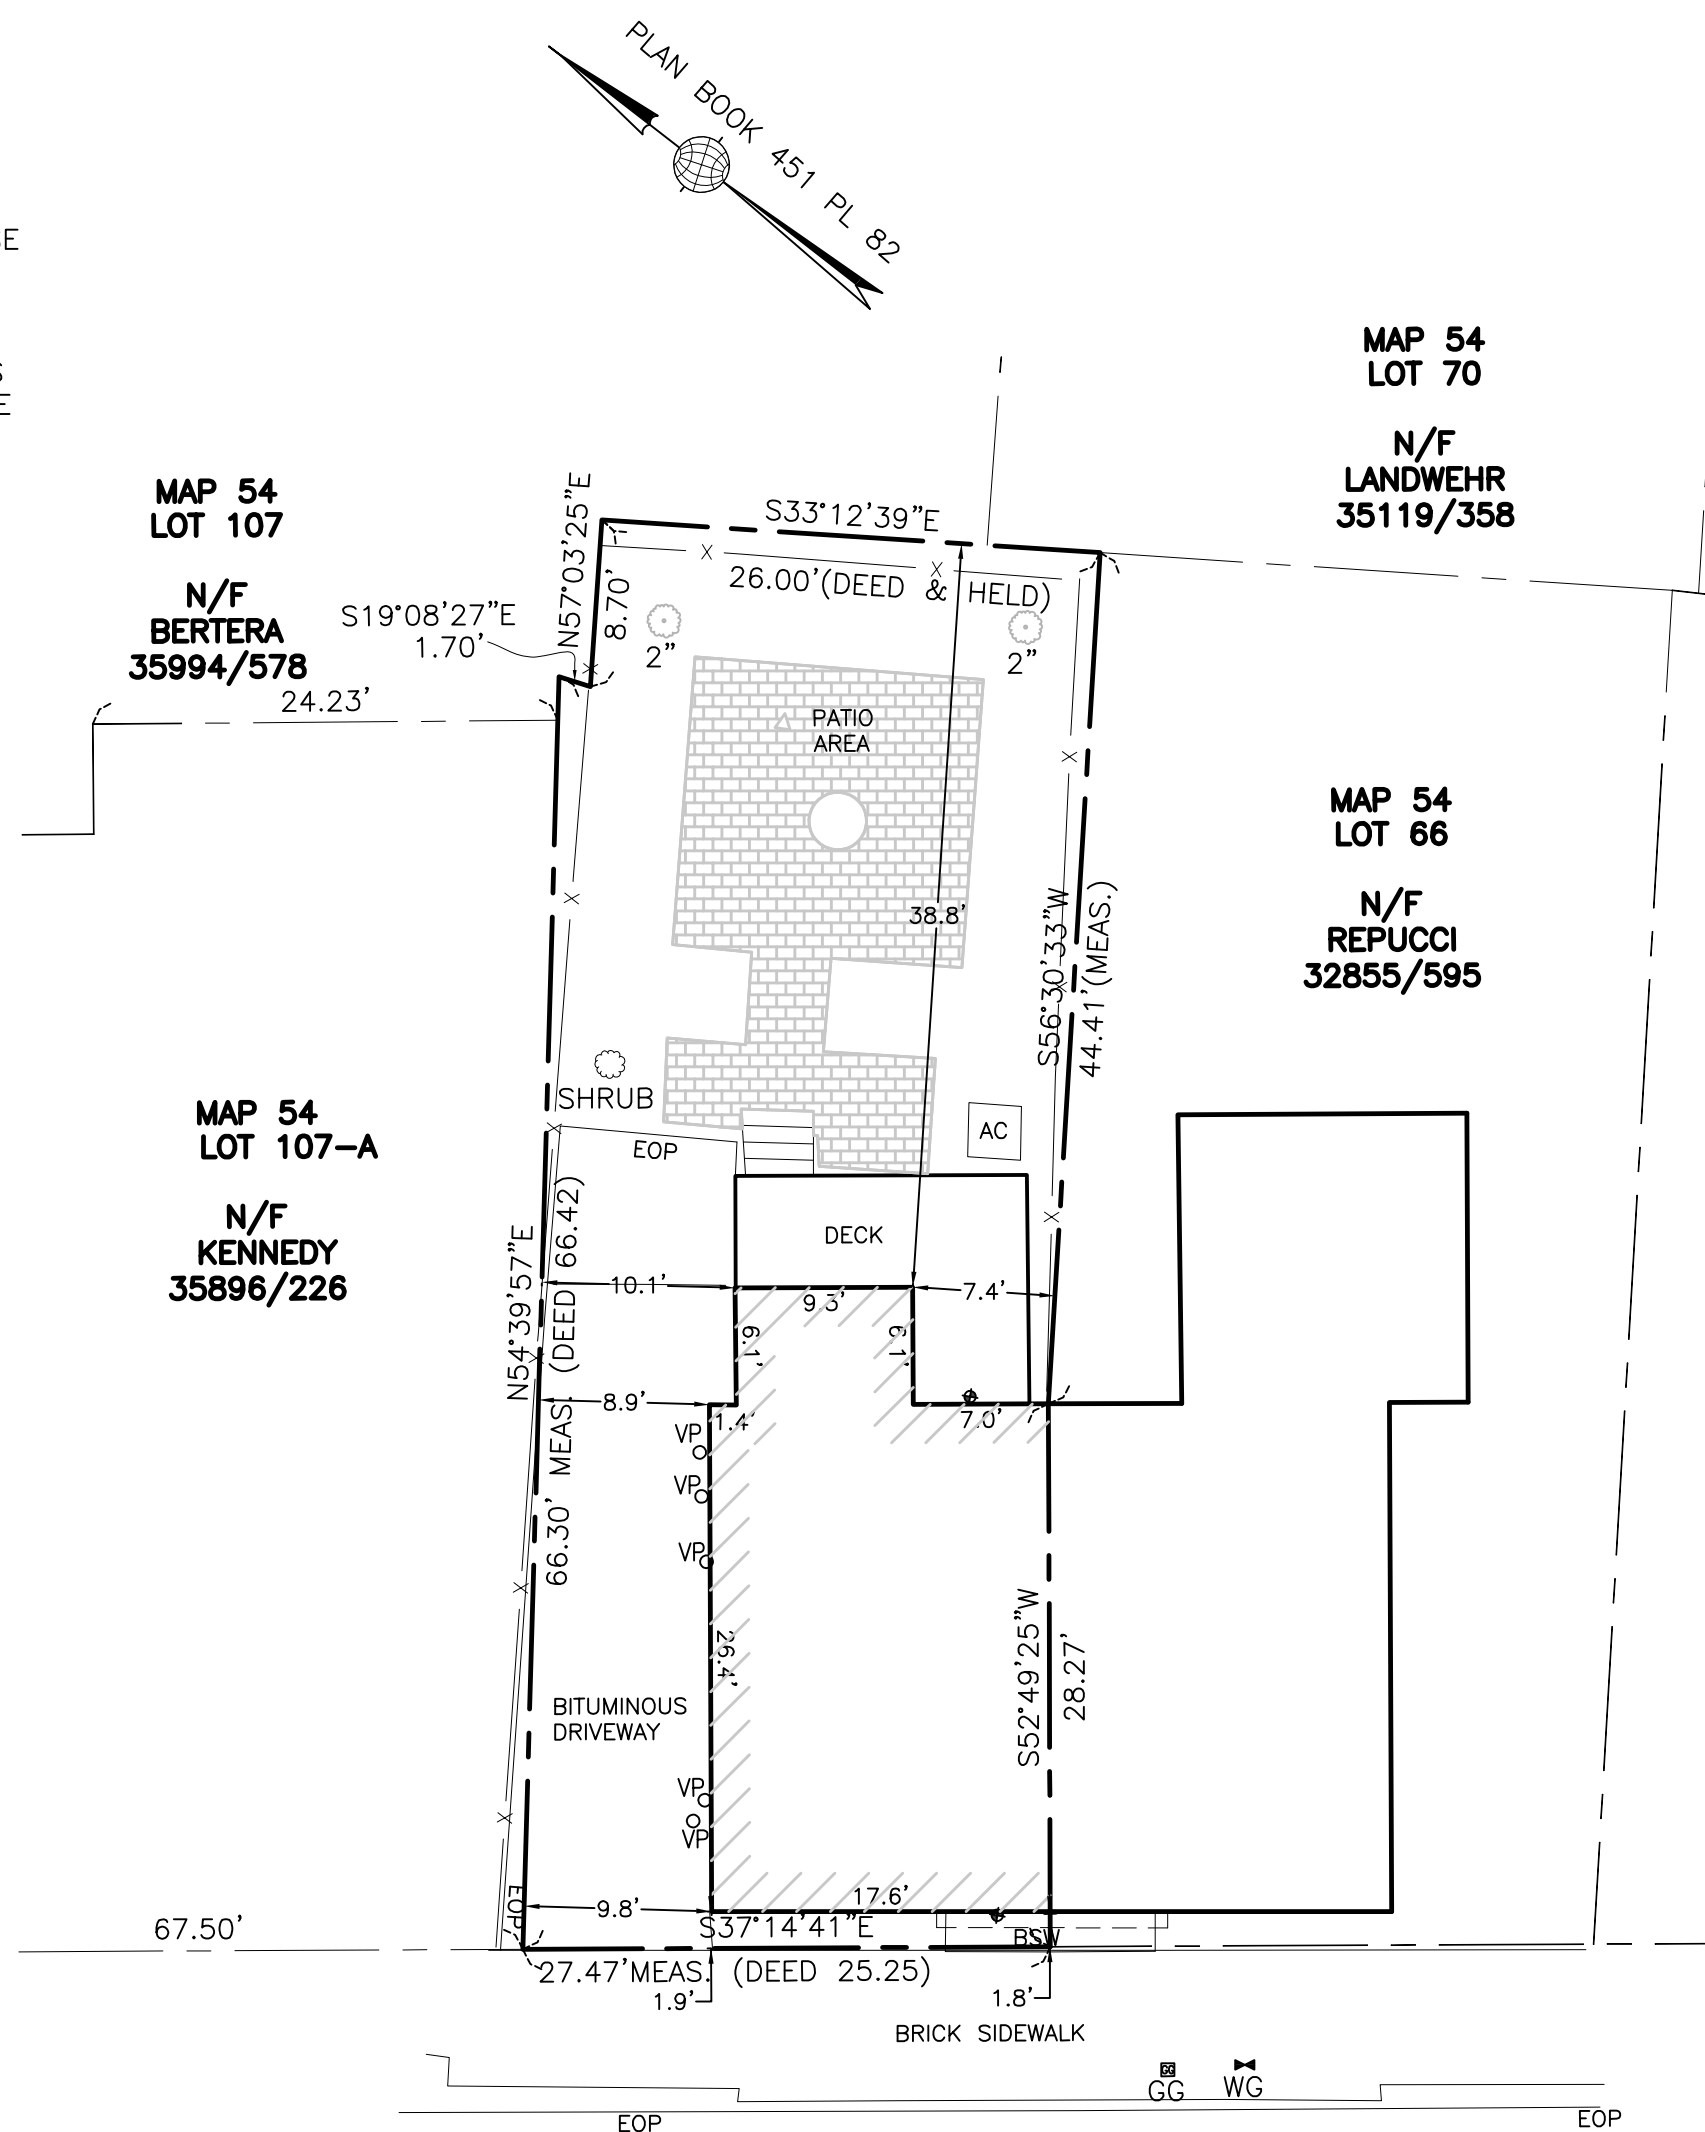 PLAN BOOK 451 PL 82
E
S
E
MAP 54
LOT 70
N/F
LANDWEHR
35119/358
MAP 54
LOT 107
N/F
BERTERA
35994/578
S33°12'39"E
26.00'(DEED & HELD)
N57°03'25"E
8.70'
S19°08'27"E
1.70'
24.23'
2"
2"
PATIO
AREA
MAP 54
LOT 66
N/F
REPUCCI
32855/595
38.8'
S56°30'33"W
44.41'(MEAS.)
SHRUB
EOP
AC
MAP 54
LOT 107-A
N/F
KENNEDY
35896/226
DECK
10.1'
7.4'
6.1'
6.1'
N54°39'57"E
66.30' MEAS. (DEED 66.42)
8.9'
1.4'
7.0'
VP
VP
VP
26.4'
S52°49'25"W
28.27'
BITUMINOUS
DRIVEWAY
VP
VP
EOP
9.8'
17.6'
S37°14'41"E
BSW
67.50'
27.47'MEAS. (DEED 25.25)
1.9'
1.8'
BRICK SIDEWALK
GG
GG
WG
EOP
EOP